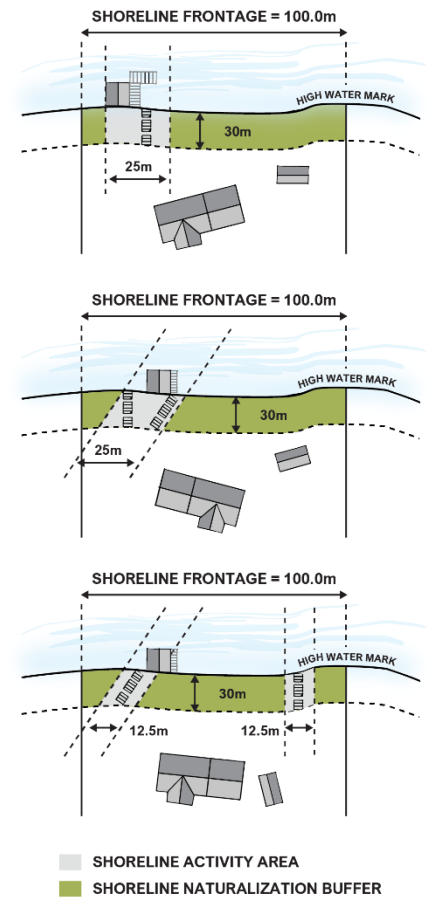 SHORELINE FRONTAGE = 100.0m
HIGH WATER MARK
30m
25m
SHORELINE FRONTAGE = 100.0m
HIGH WATER MARK
30m
25m
SHORELINE FRONTAGE = 100.0m
HIGH WATER MARK
30m
12.5m 12.5m
SHORELINE ACTIVITY AREA
SHORELINE NATURALIZATION BUFFER